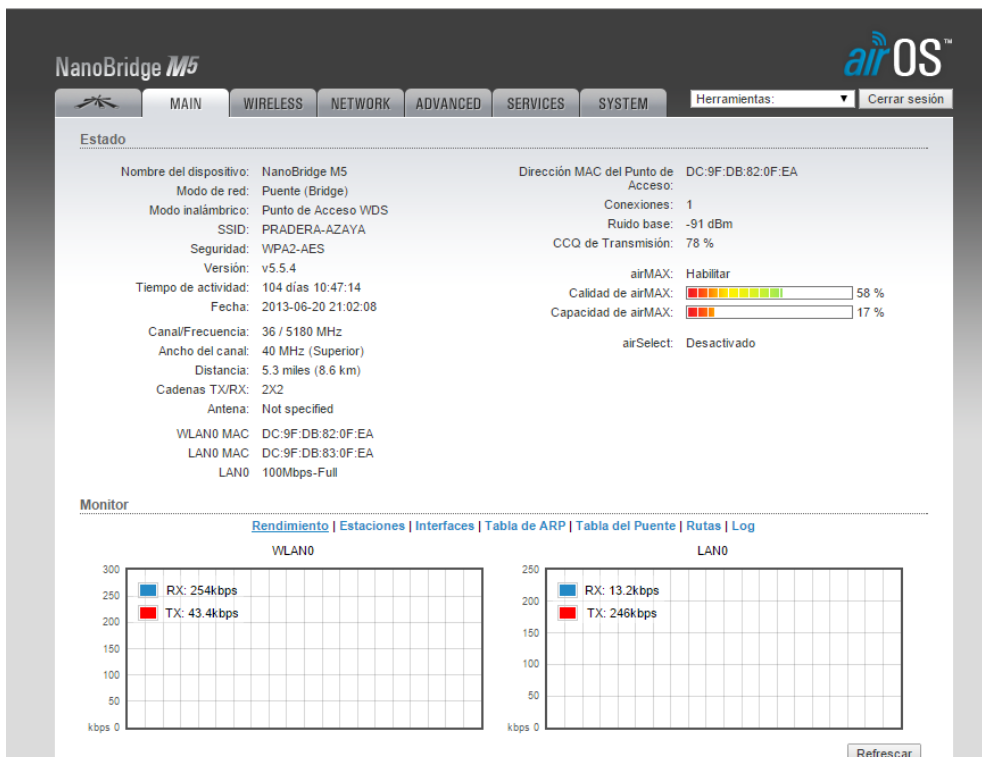 NanoBridge M5
airOS™
MAIN WIRELESS NETWORK ADVANCED SERVICES SYSTEM Herramientas: Cerrar sesión
Estado
Nombre del dispositivo: NanoBridge M5
Modo de red: Puente (Bridge)
Modo inalámbrico: Punto de Acceso WDS
SSID: PRADERA-AZAYA
Seguridad: WPA2-AES
Versión: v5.5.4
Tiempo de actividad: 104 días 10:47:14
Fecha: 2013-06-20 21:02:08
Canal/Frecuencia: 36 / 5180 MHz
Ancho del canal: 40 MHz (Superior)
Distancia: 5.3 miles (8.6 km)
Cadenas TX/RX: 2X2
Antena: Not specified
WLAN0 MAC DC:9F:DB:82:0F:EA
LAN0 MAC DC:9F:DB:83:0F:EA
LAN0 100Mbps-Full
Dirección MAC del Punto de DC:9F:DB:82:0F:EA
Acceso:
Conexiones: 1
Ruido base: -91 dBm
CCQ de Transmisión: 78 %
airMAX: Habilitar
Calidad de airMAX: 58 %
Capacidad de airMAX: 17 %
airSelect: Desactivado
Monitor
Rendimiento | Estaciones | Interfaces | Tabla de ARP | Tabla del Puente | Rutas | Log
WLAN0
300
250
200
150
100
50
kbps 0
RX: 254kbps
TX: 43.4kbps
LAN0
250
200
150
100
50
kbps 0
RX: 13.2kbps
TX: 246kbps
Refrescar